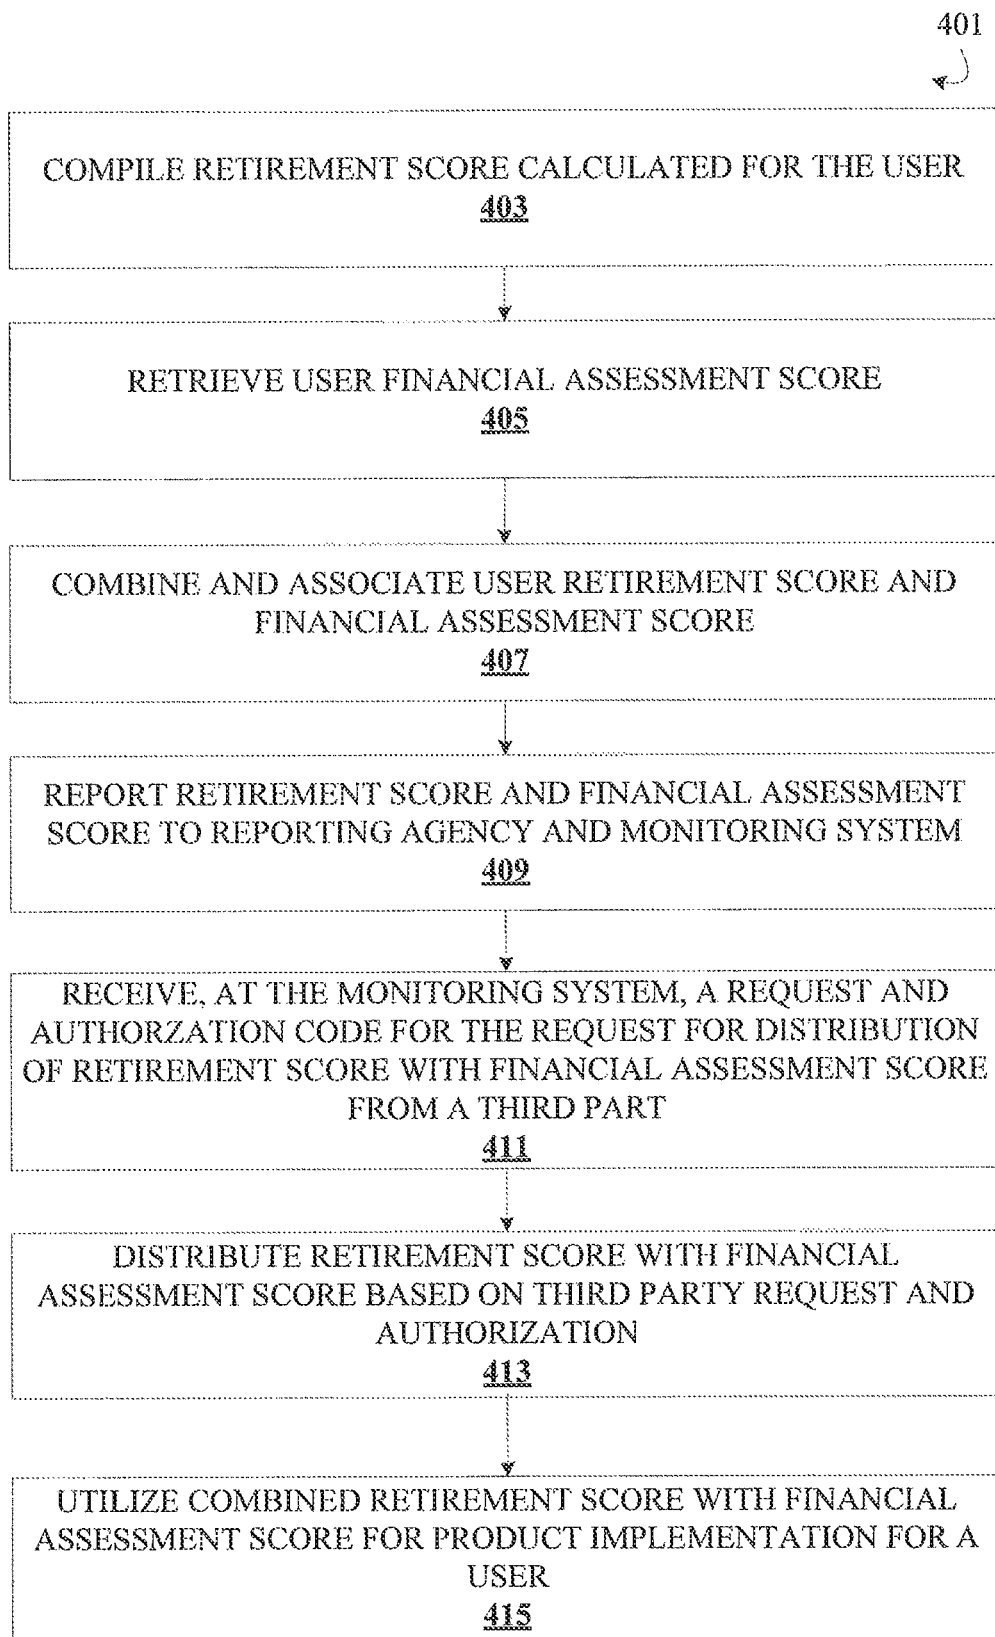 401
COMPILE RETIREMENT SCORE CALCULATED FOR THE USER
403
RETRIEVE USER FINANCIAL ASSESSMENT SCORE
405
COMBINE AND ASSOCIATE USER RETIREMENT SCORE AND
FINANCIAL ASSESSMENT SCORE
407
REPORT RETIREMENT SCORE AND FINANCIAL ASSESSMENT
SCORE TO REPORTING AGENCY AND MONITORING SYSTEM
409
RECEIVE, AT THE MONITORING SYSTEM, A REQUEST AND
AUTHORZATION CODE FOR THE REQUEST FOR DISTRIBUTION
OF RETIREMENT SCORE WITH FINANCIAL ASSESSMENT SCORE
FROM A THIRD PART
411
DISTRIBUTE RETIREMENT SCORE WITH FINANCIAL
ASSESSMENT SCORE BASED ON THIRD PARTY REQUEST AND
AUTHORIZATION
413
UTILIZE COMBINED RETIREMENT SCORE WITH FINANCIAL
ASSESSMENT SCORE FOR PRODUCT IMPLEMENTATION FOR A
USER
415